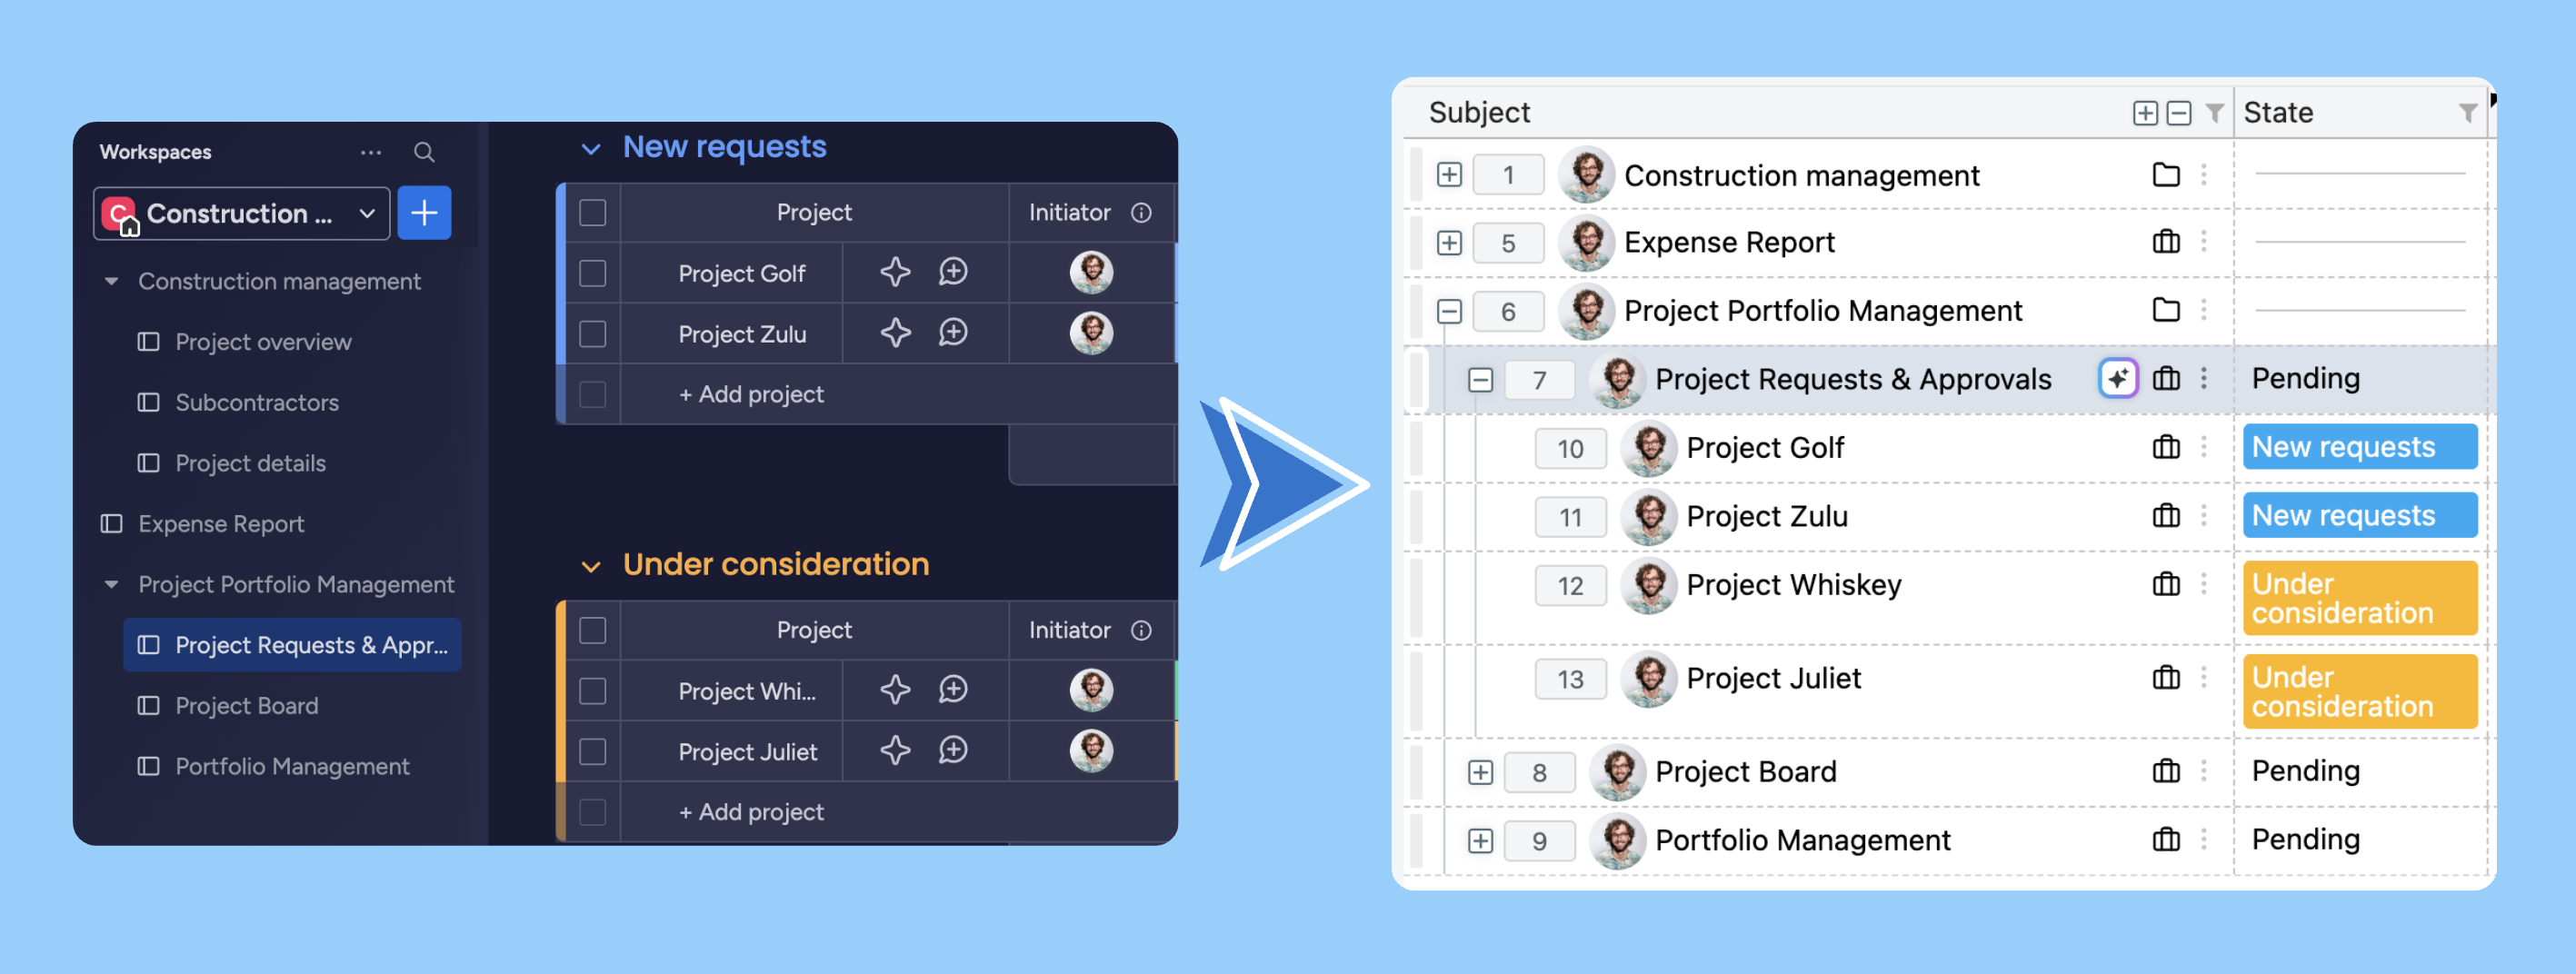 Workspaces
C
Construction ...
Construction management
Project overview
Subcontractors
Project details
Expense Report
Project Portfolio Management
Project Requests & Appr...
Project Board
Portfolio Management
New requests
Project Initiator
Project Golf
Project Zulu
+ Add project
Under consideration
Project Initiator
Project Whi...
Project Juliet
+ Add project
Subject State
1 Construction management
5 Expense Report
6 Project Portfolio Management
7 Project Requests & Approvals Pending
10 Project Golf New requests
11 Project Zulu New requests
12 Project Whiskey Under
consideration
13 Project Juliet Under
consideration
8 Project Board Pending
9 Portfolio Management Pending